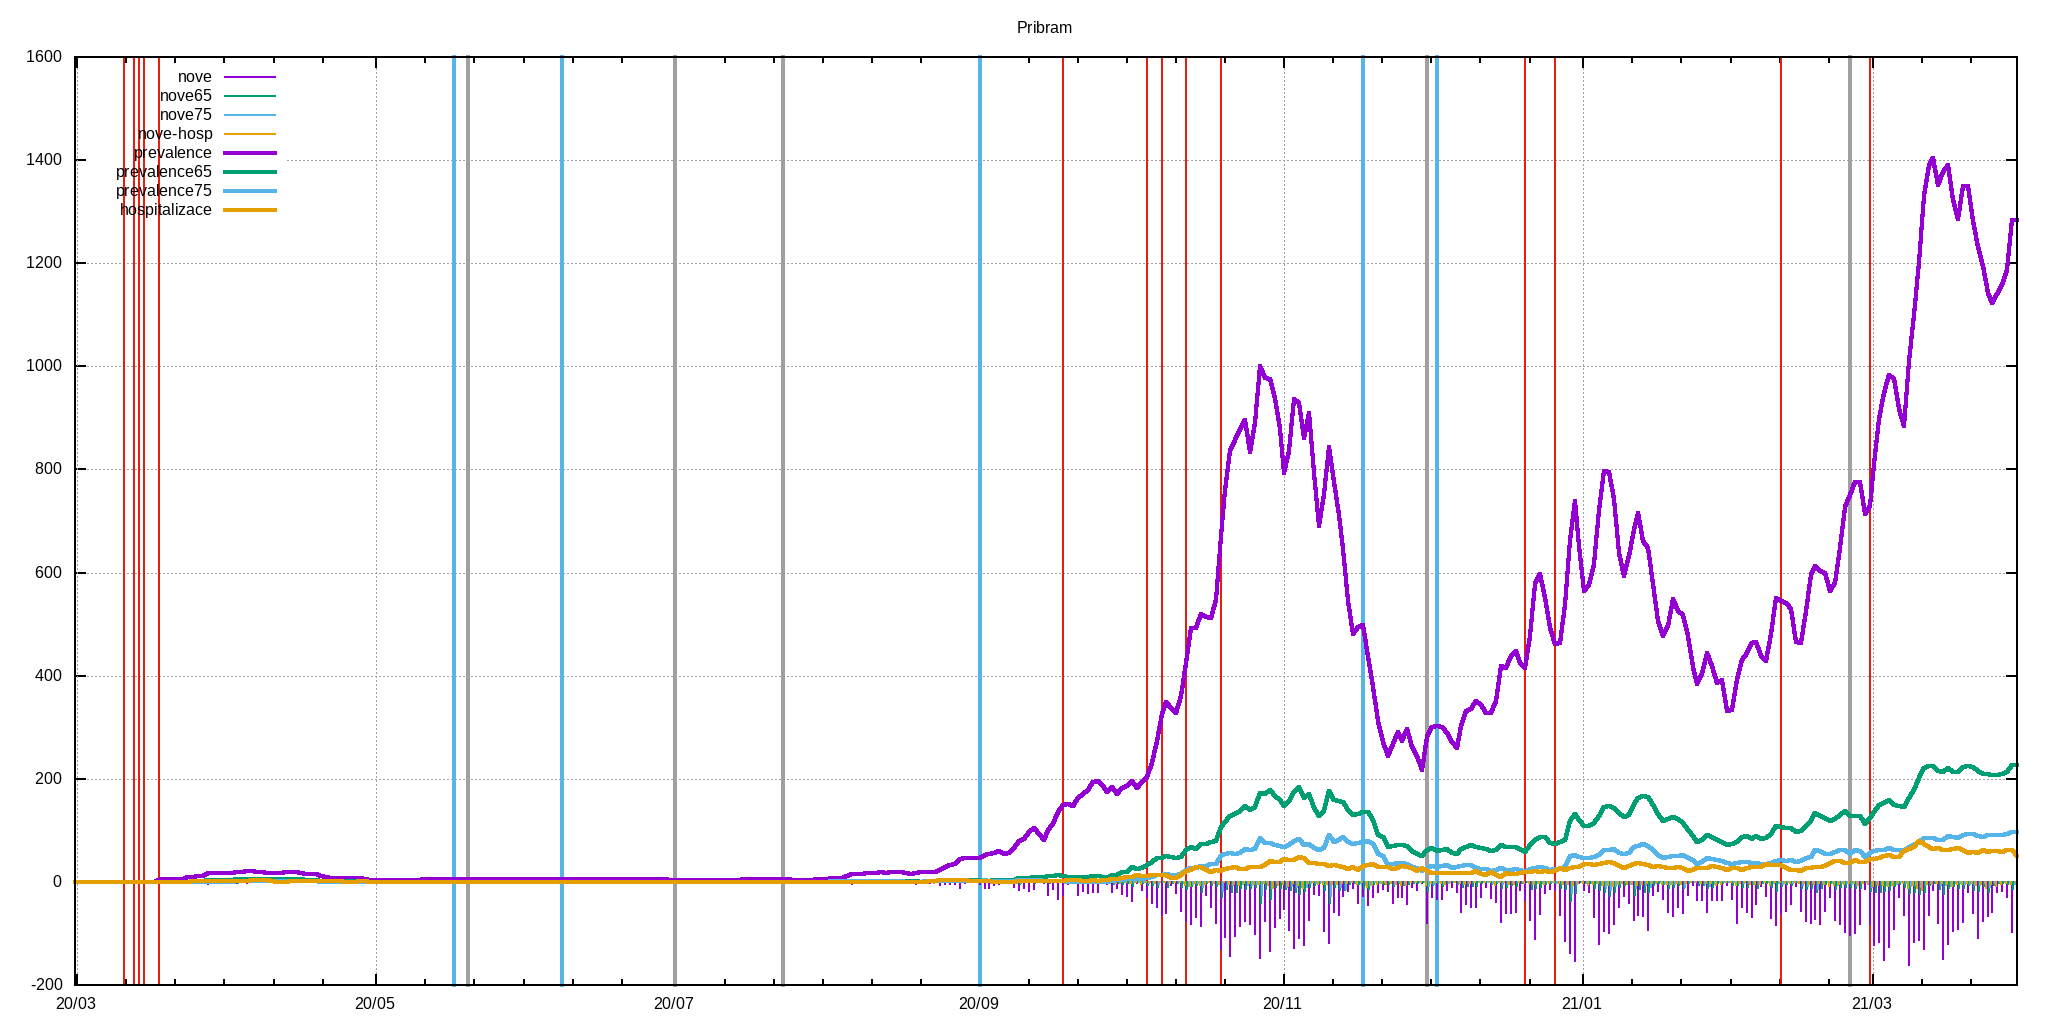 Pribram
1600
1400
1200
1000
800
600
400
200
0
-200
nove
nove65
nove75
nove-hosp
prevalence
prevalence65
prevalence75
hospitalizace
20/03 20/05 20/07 20/09 20/11 21/01 21/03